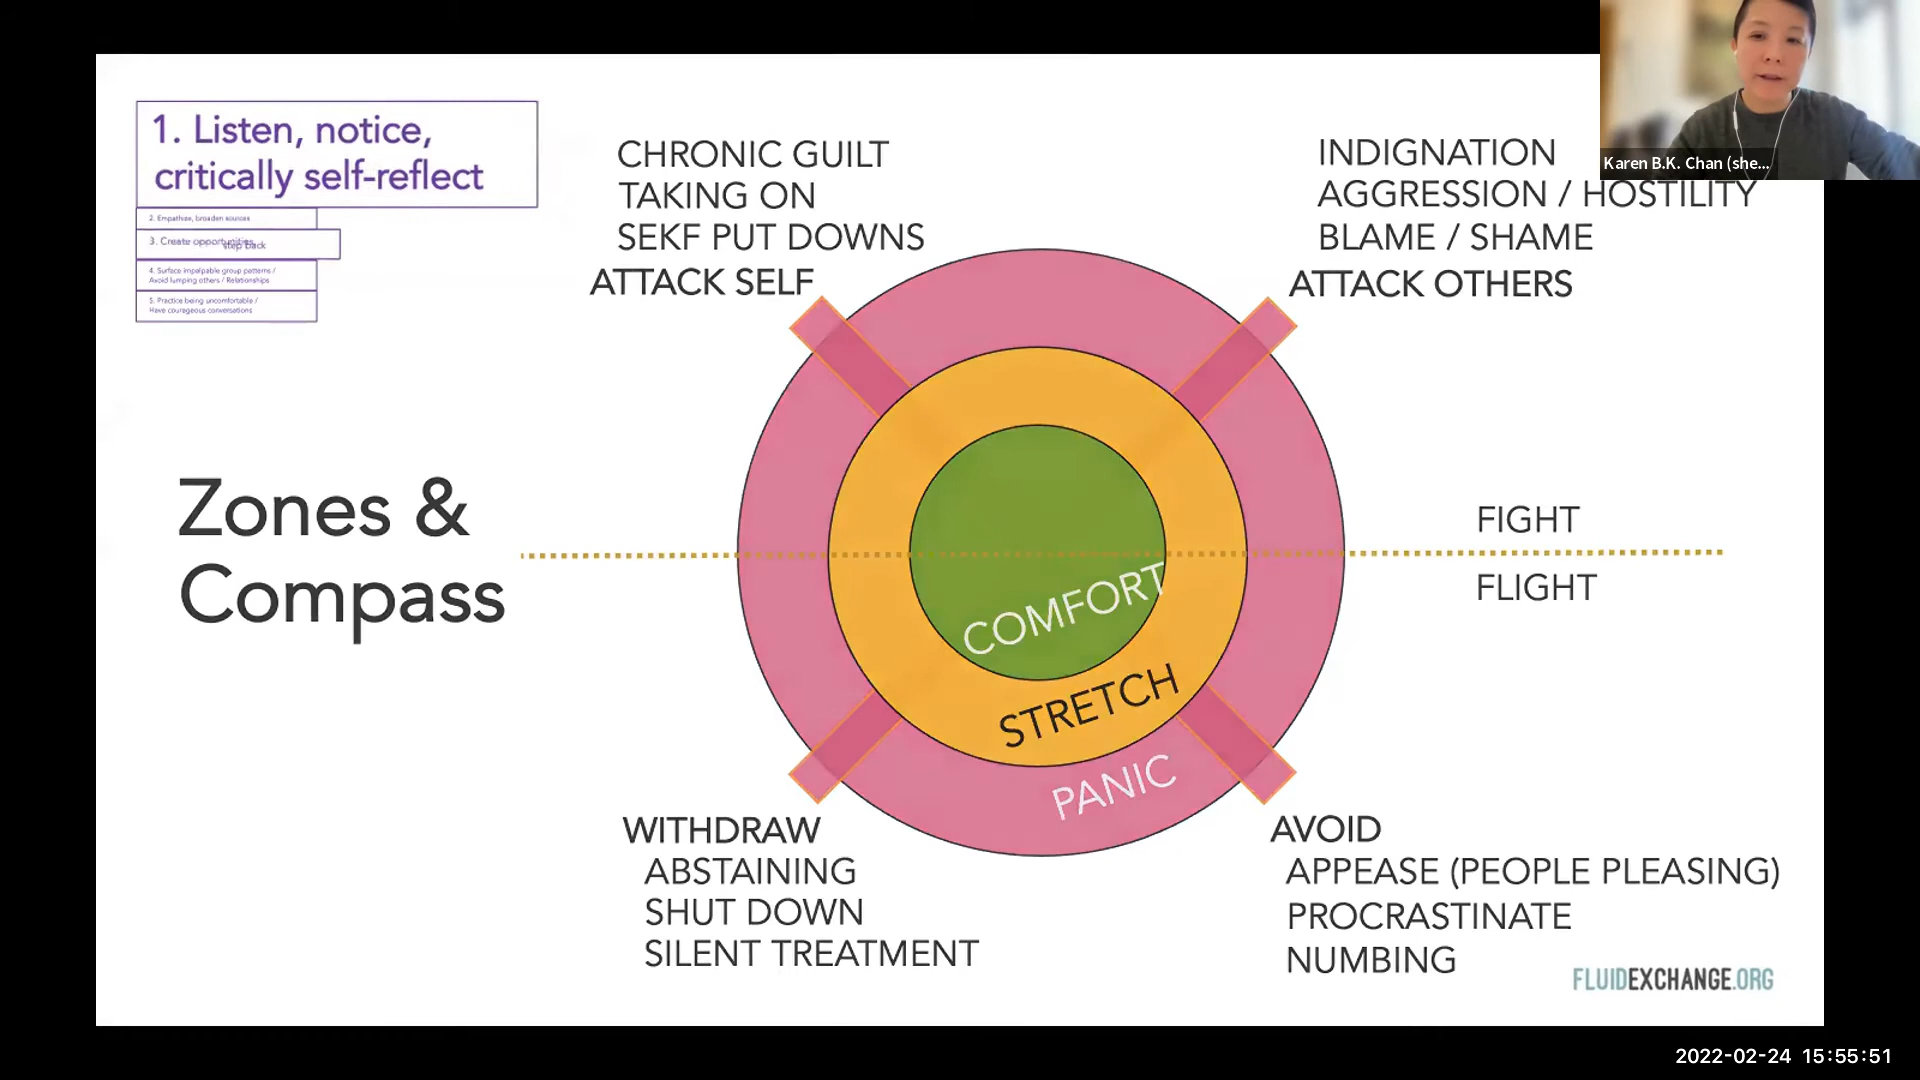 1. Listen, notice,
critically self-reflect
2. Empathize, broaden sources
3. Create opportunities
step back
4. Surface impalpable group patterns /
Avoid lumping others / Relationships
5. Practice being uncomfortable /
Have courageous conversations
CHRONIC GUILT
TAKING ON
SEKF PUT DOWNS
ATTACK SELF
INDIGNATION
AGGRESSION / HOSTILITY
BLAME / SHAME
ATTACK OTHERS
Karen B.K. Chan (she...
Zones &
Compass
FIGHT
FLIGHT
COMFORT
STRETCH
PANIC
WITHDRAW
ABSTAINING
SHUT DOWN
SILENT TREATMENT
AVOID
APPEASE (PEOPLE PLEASING)
PROCRASTINATE
NUMBING
FLUIDEXCHANGE.ORG
2022-02-24 15:55:51